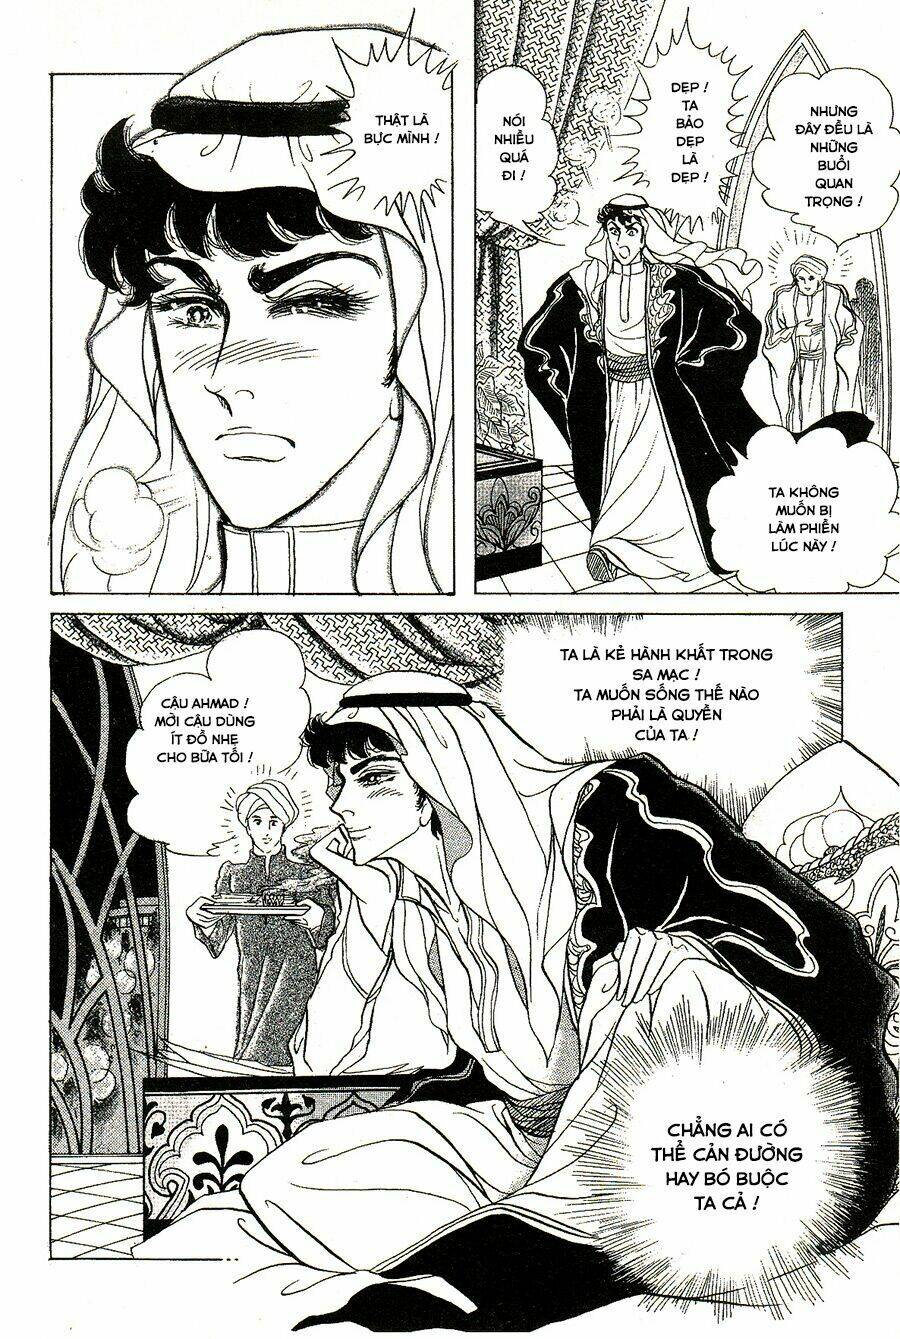 NHƯNG
ĐÂY ĐỀU LÀ
NHỮNG
BUỔI
QUAN
TRỌNG !
DẸP !
TA
BẢO
DẸP
LÀ
DẸP !
NÓI
NHIỀU
QUÁ
ĐI !
TA KHÔNG
MUỐN BỊ
LÀM PHIỀN
LÚC NÀY !
THẬT LÀ
BỰC MÌNH !
TA LÀ KẺ HÀNH KHẤT TRONG
SA MẠC !
TA MUỐN SỐNG THẾ NÀO
PHẢI LÀ QUYỀN
CỦA TA !
CẬU AHMAD !
MỜI CẬU DÙNG
ÍT ĐỒ NHẸ
CHO BỮA TỐI !
CHẲNG AI CÓ
THỂ CẢN ĐƯỜNG
HAY BÓ BUỘC
TA CẢ !